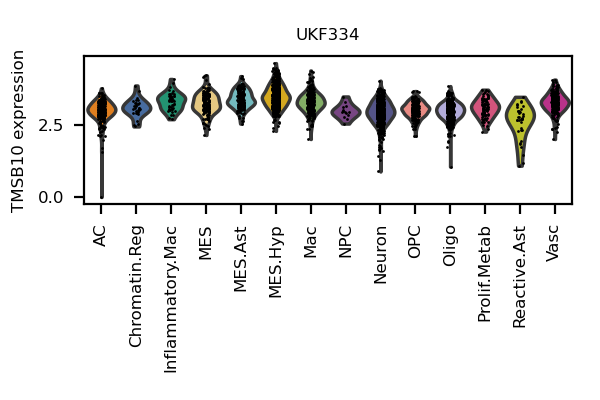 UKF334
TMSB10 expression
2.5
0.0
AC
Chromatin.Reg
Inflammatory.Mac
MES
MES.Ast
MES.Hyp
Mac
NPC
Neuron
OPC
Oligo
Prolif.Metab
Reactive.Ast
Vasc